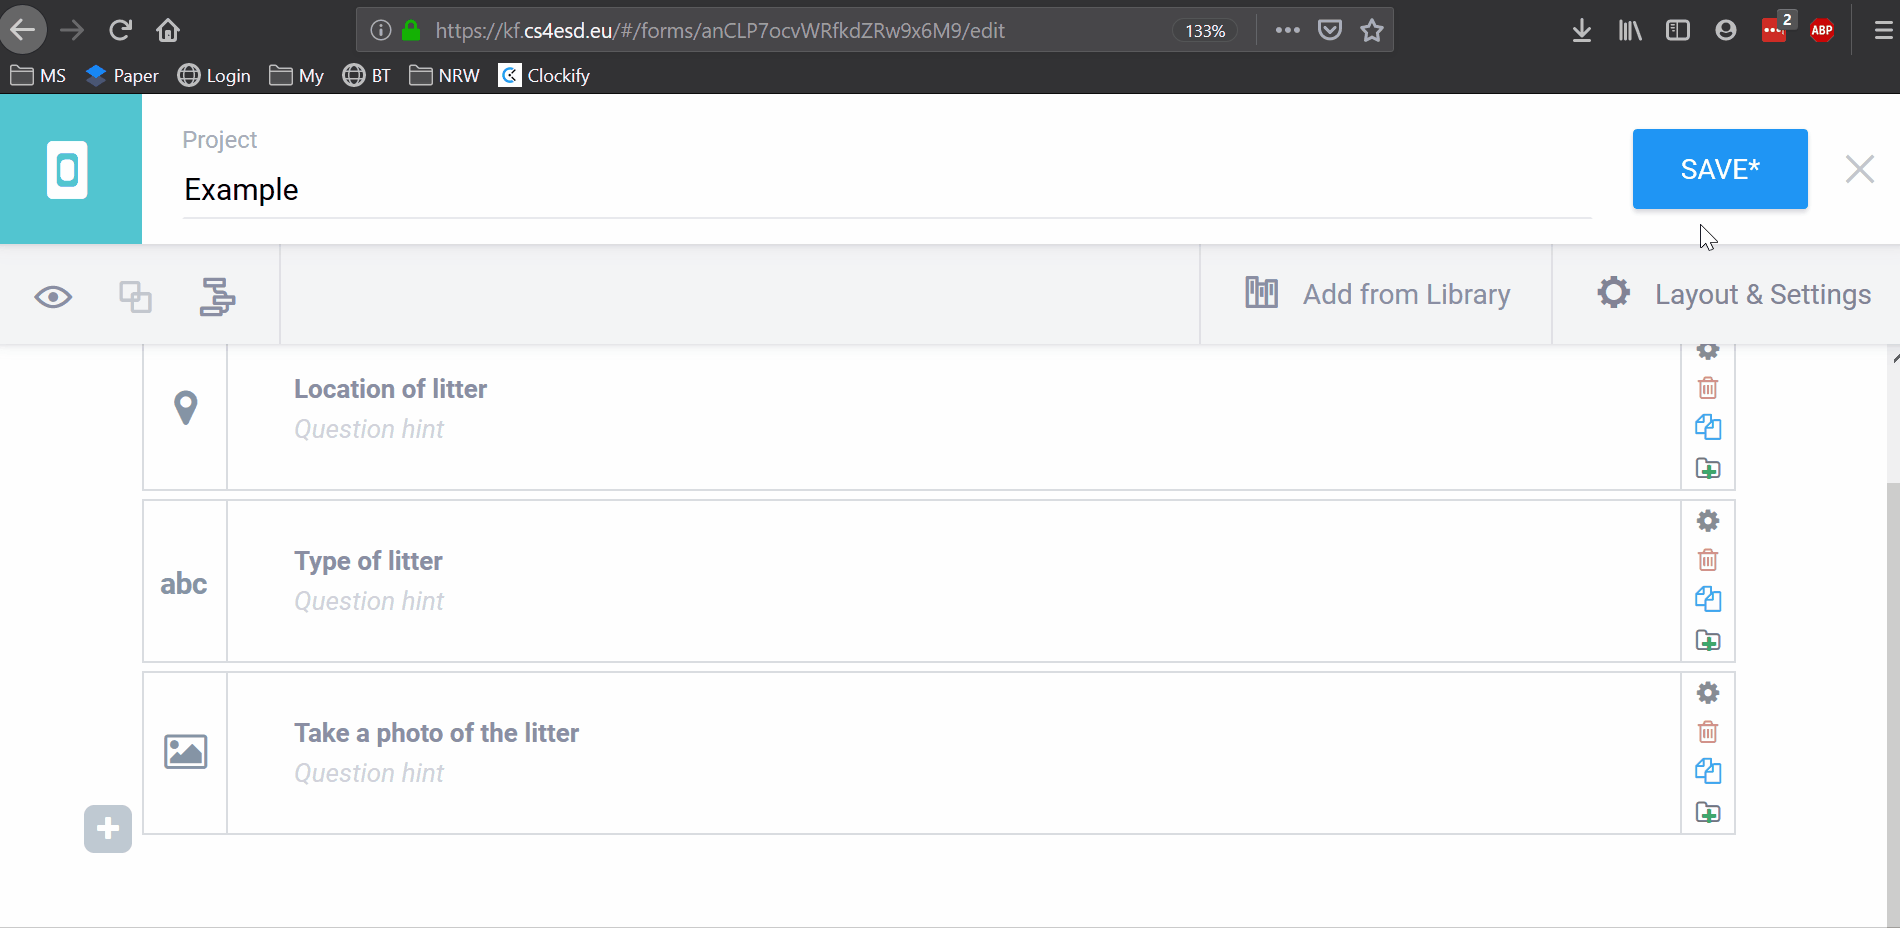 https://kf.cs4esd.eu/#/forms/anCLP7ocvWRfkdZRw9x6M9/edit 133% 2 ABP
MS Paper Login My BT NRW Clockify
Project
Example
SAVE*
Add from Library Layout & Settings
Location of litter
Question hint
abc
Type of litter
Question hint
Take a photo of the litter
Question hint